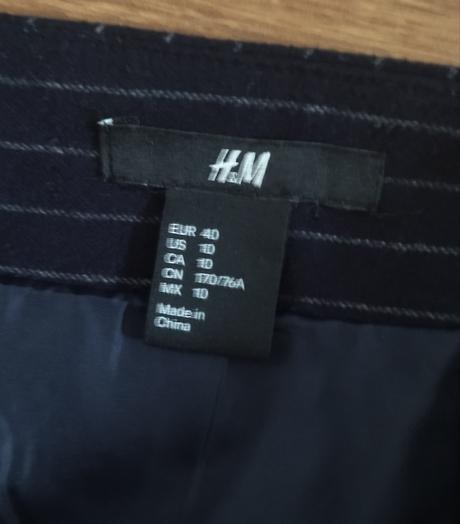 H&M
EUR 40
US 10
CA 10
CN 170/76A
MX 10
Made in
China